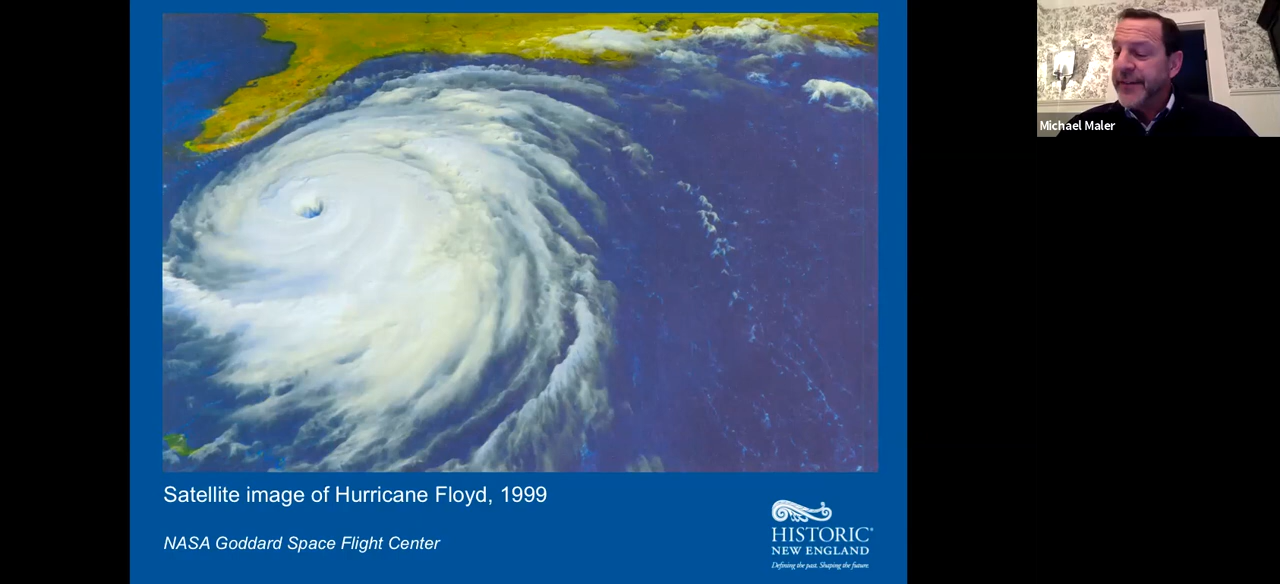 Michael Maler
Satellite image of Hurricane Floyd, 1999
NASA Goddard Space Flight Center
HISTORIC®
NEW ENGLAND
Defining the past. Shaping the future.